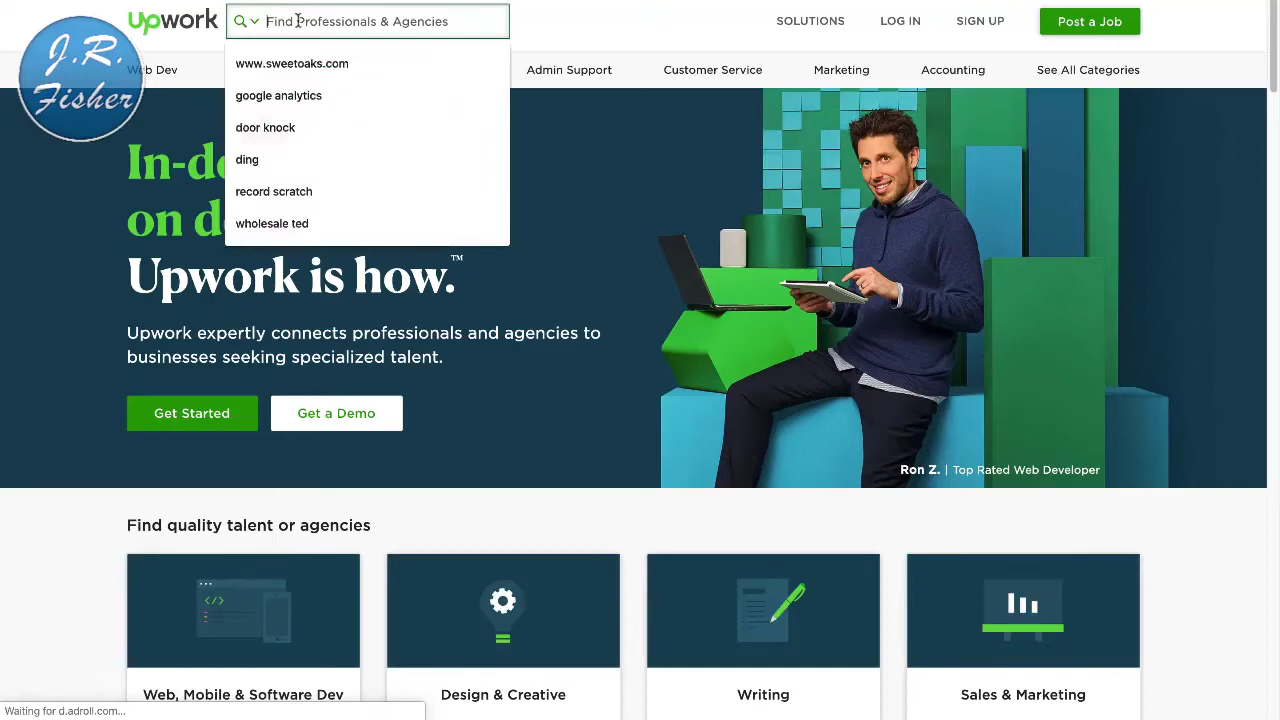 upwork
Find Professionals & Agencies
SOLUTIONS
LOG IN
SIGN UP
Post a Job
J.R.
Fisher
Web Dev
Admin Support
Customer Service
Marketing
Accounting
See All Categories
www.sweetoaks.com
google analytics
door knock
ding
record scratch
wholesale ted
In-de
on d
Upwork is how.™
Upwork expertly connects professionals and agencies to
businesses seeking specialized talent.
Get Started
Get a Demo
Ron Z. | Top Rated Web Developer
Find quality talent or agencies
</>
Web, Mobile & Software Dev
Design & Creative
Writing
Sales & Marketing
Waiting for d.adroll.com...